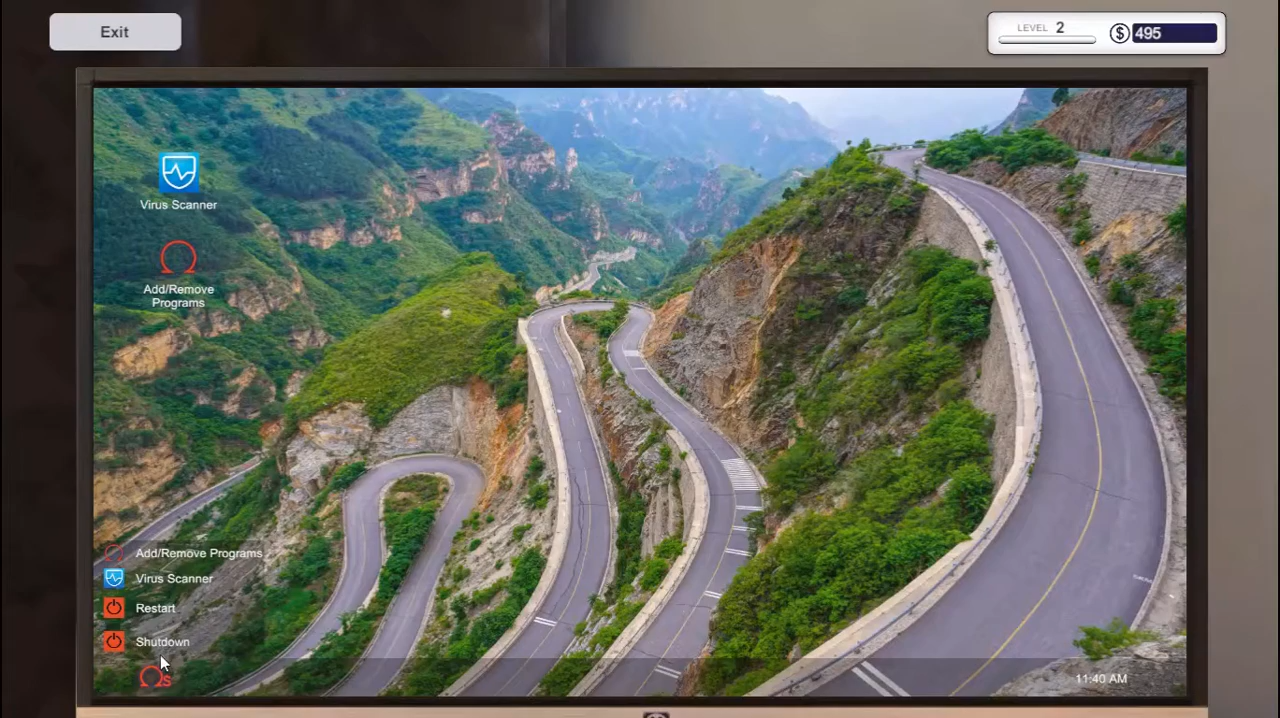 Exit
LEVEL 2
$ 495
Virus Scanner
Add/Remove
Programs
Add/Remove Programs
Virus Scanner
Restart
Shutdown
ΩS
11:40 AM